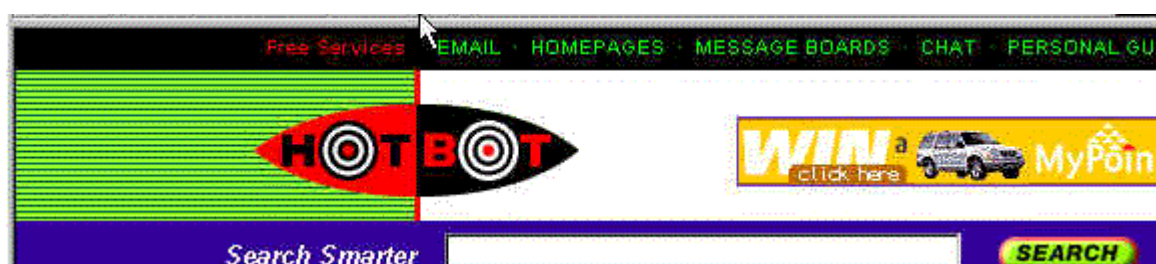 Free Services EMAIL · HOMEPAGES · MESSAGE BOARDS · CHAT · PERSONAL GU
HOTBOT
WIN a MyPoin
click here
Search Smarter SEARCH